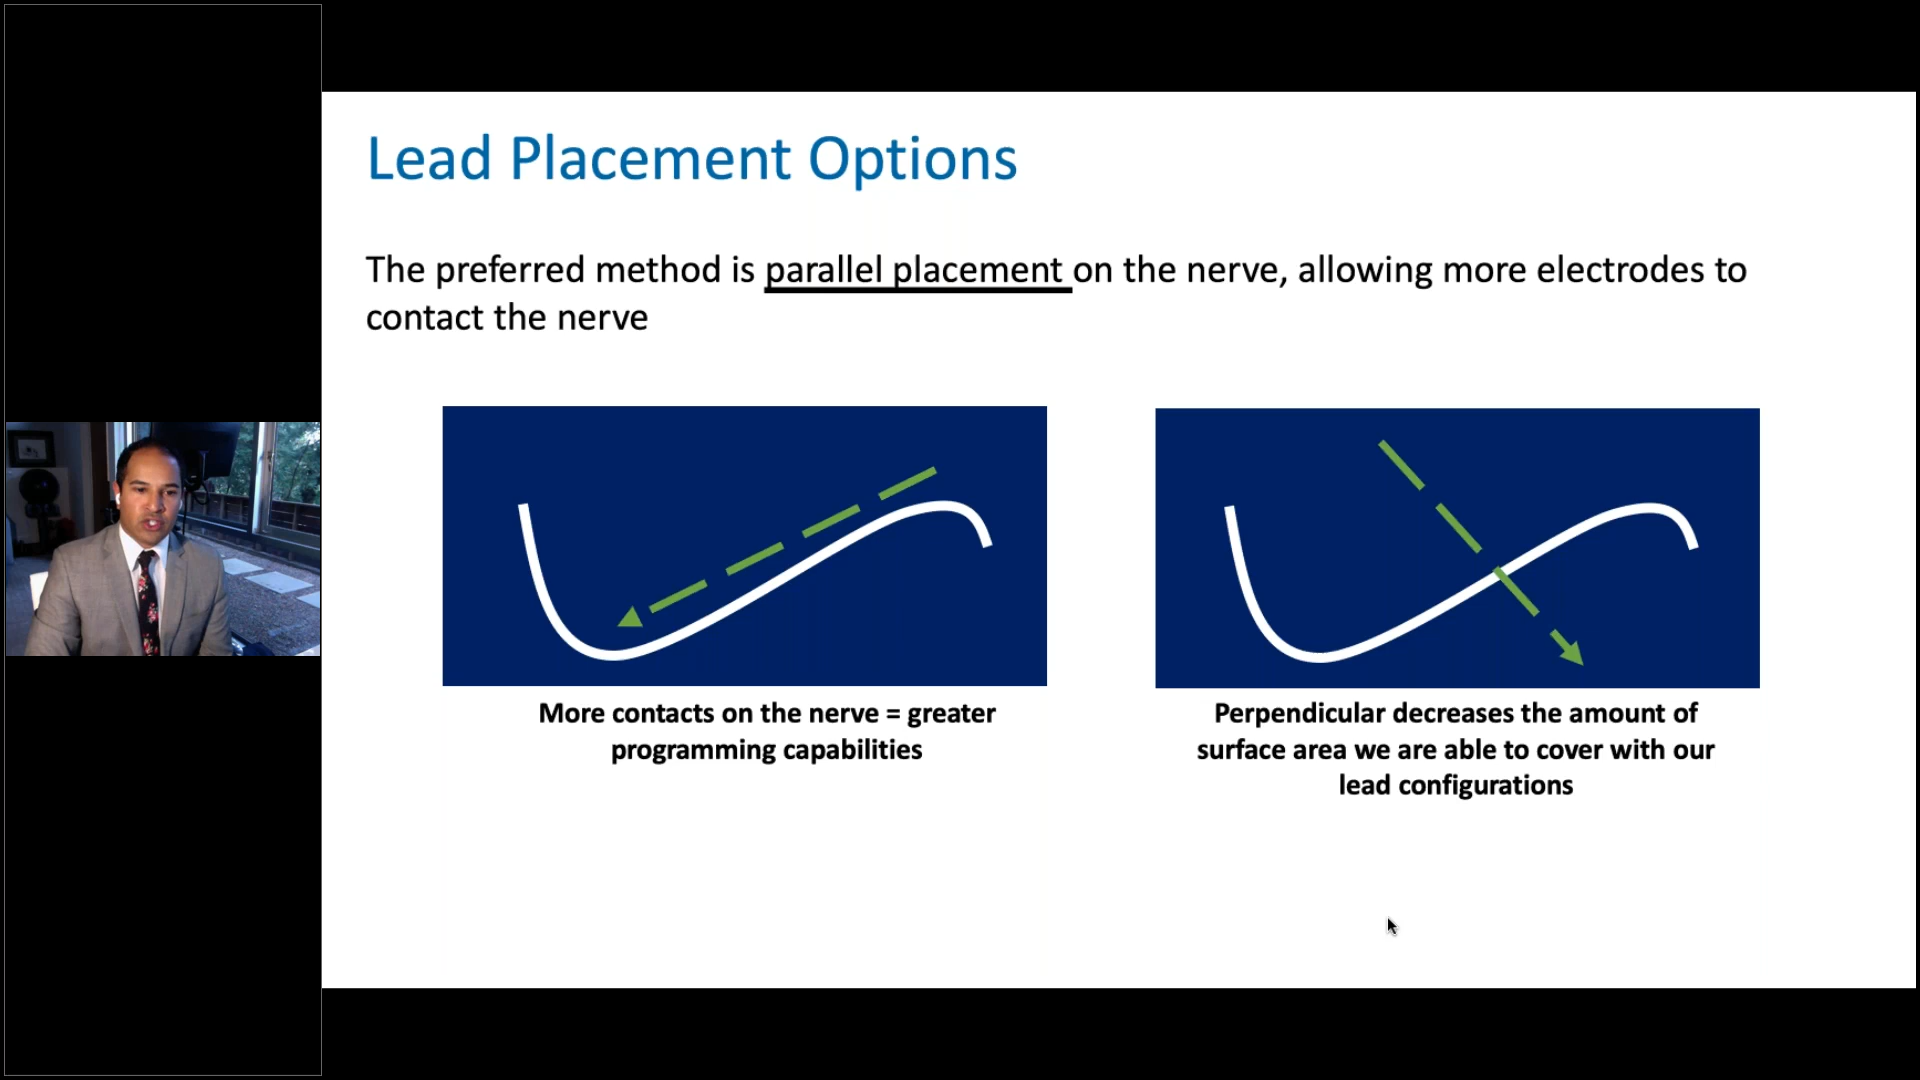 Lead Placement Options
The preferred method is parallel placement on the nerve, allowing more electrodes to
contact the nerve
More contacts on the nerve = greater
programming capabilities
Perpendicular decreases the amount of
surface area we are able to cover with our
lead configurations